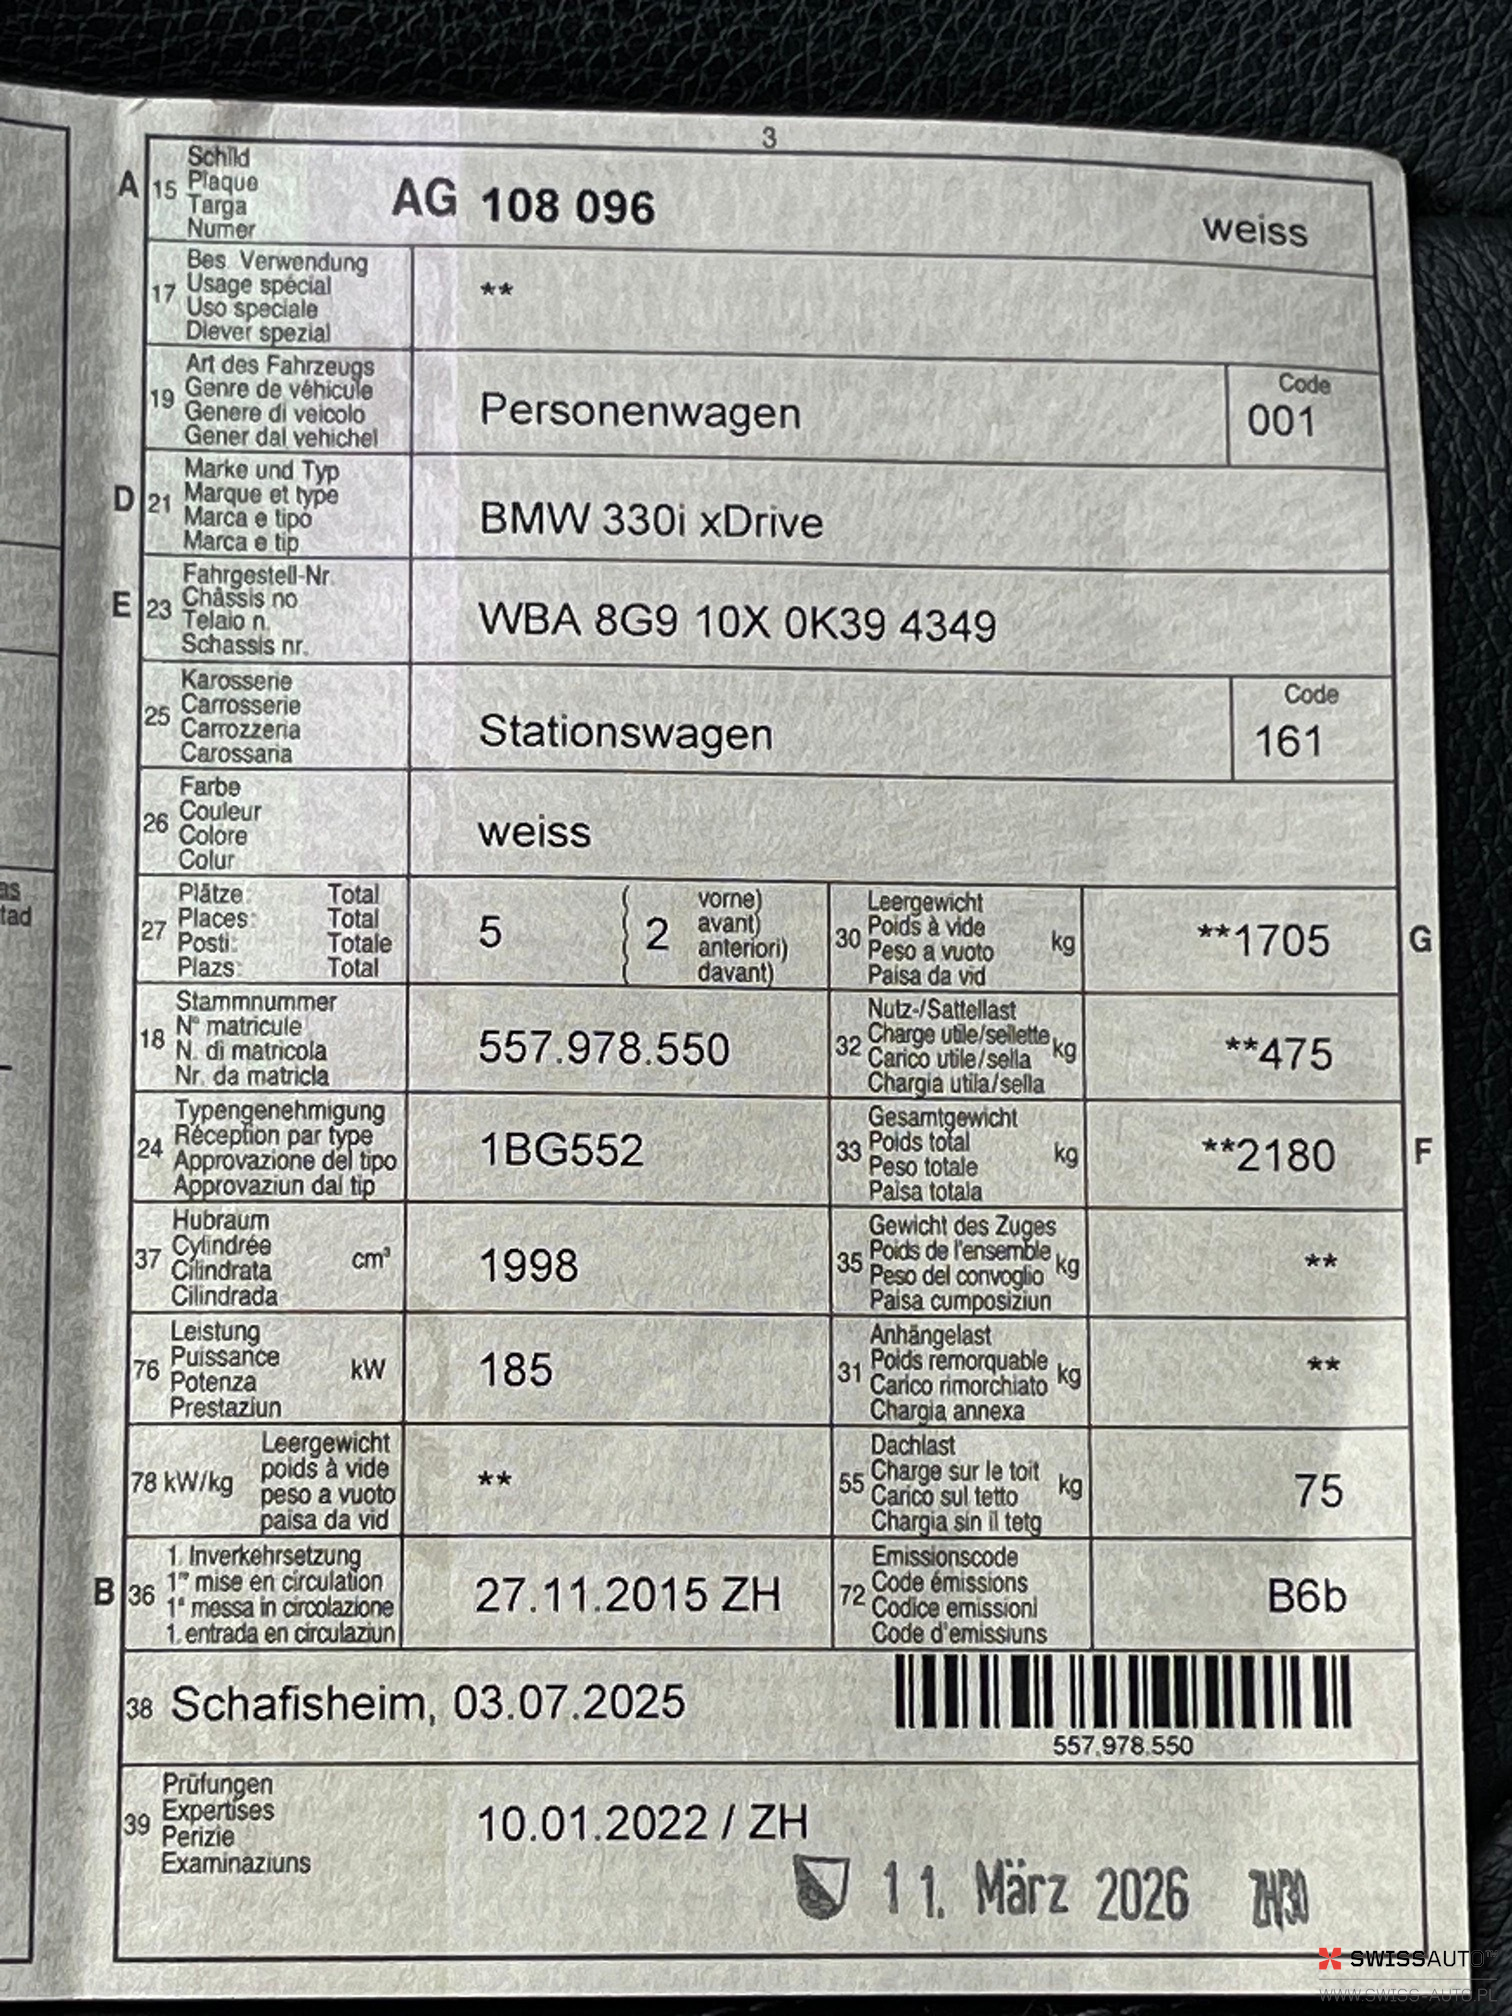 3
A 15 Schild
Plaque
Targa
Numer
AG 108 096 weiss
17 Bes. Verwendung
Usage spécial
Uso speciale
Diever spezial
**
19 Art des Fahrzeugs
Genre de véhicule
Genere di veicolo
Gener dal vehichel
Personenwagen
Code
001
D 21 Marke und Typ
Marque et type
Marca e tipo
Marca e tip
BMW 330i xDrive
E 23 Fahrgestell-Nr.
Châssis no
Telaio n.
Schassis nr.
WBA 8G9 10X 0K39 4349
25 Karosserie
Carrosserie
Carrozzeria
Carossaria
Stationswagen
Code
161
26 Farbe
Couleur
Colore
Colur
weiss
27 Plätze: Total
Places: Total
Posti: Totale
Plazs: Total
5 2
vorne)
avant)
anteriori)
davant)
30 Leergewicht
Poids à vide
Peso a vuoto
Paisa da vid
kg **1705 G
18 Stammnummer
N° matricule
N. di matricola
Nr. da matricla
557.978.550
32 Nutz-/Sattellast
Charge utile/sellette
Carico utile/sella
Chargia utila/sella
kg **475
24 Typengenehmigung
Réception par type
Approvazione del tipo
Approvaziun dal tip
1BG552
33 Gesamtgewicht
Poids total
Peso totale
Paisa totala
kg **2180 F
37 Hubraum
Cylindrée
Cilindrata
Cilindrada
cm³ 1998
35 Gewicht des Zuges
Poids de l'ensemble
Peso del convoglio
Paisa cumposiziun
kg **
76 Leistung
Puissance
Potenza
Prestaziun
kW 185
31 Anhängelast
Poids remorquable
Carico rimorchiato
Chargia annexa
kg **
78 kW/kg
Leergewicht
poids à vide
peso a vuoto
paisa da vid
**
55 Dachlast
Charge sur le toit
Carico sul tetto
Chargia sin il tetg
kg 75
B 36 1. Inverkehrsetzung
1re mise en circulation
1a messa in circolazione
1. entrada en circulaziun
27.11.2015 ZH
72 Emissionscode
Code émissions
Codice emissioni
Code d'emissiuns
B6b
38 Schafisheim, 03.07.2025
557.978.550
39 Prüfungen
Expertises
Perizie
Examinaziuns
10.01.2022 / ZH
11. März 2026 ZH30
as
tad
SWISSAUTO
WWW.SWISS-AUTO.PL